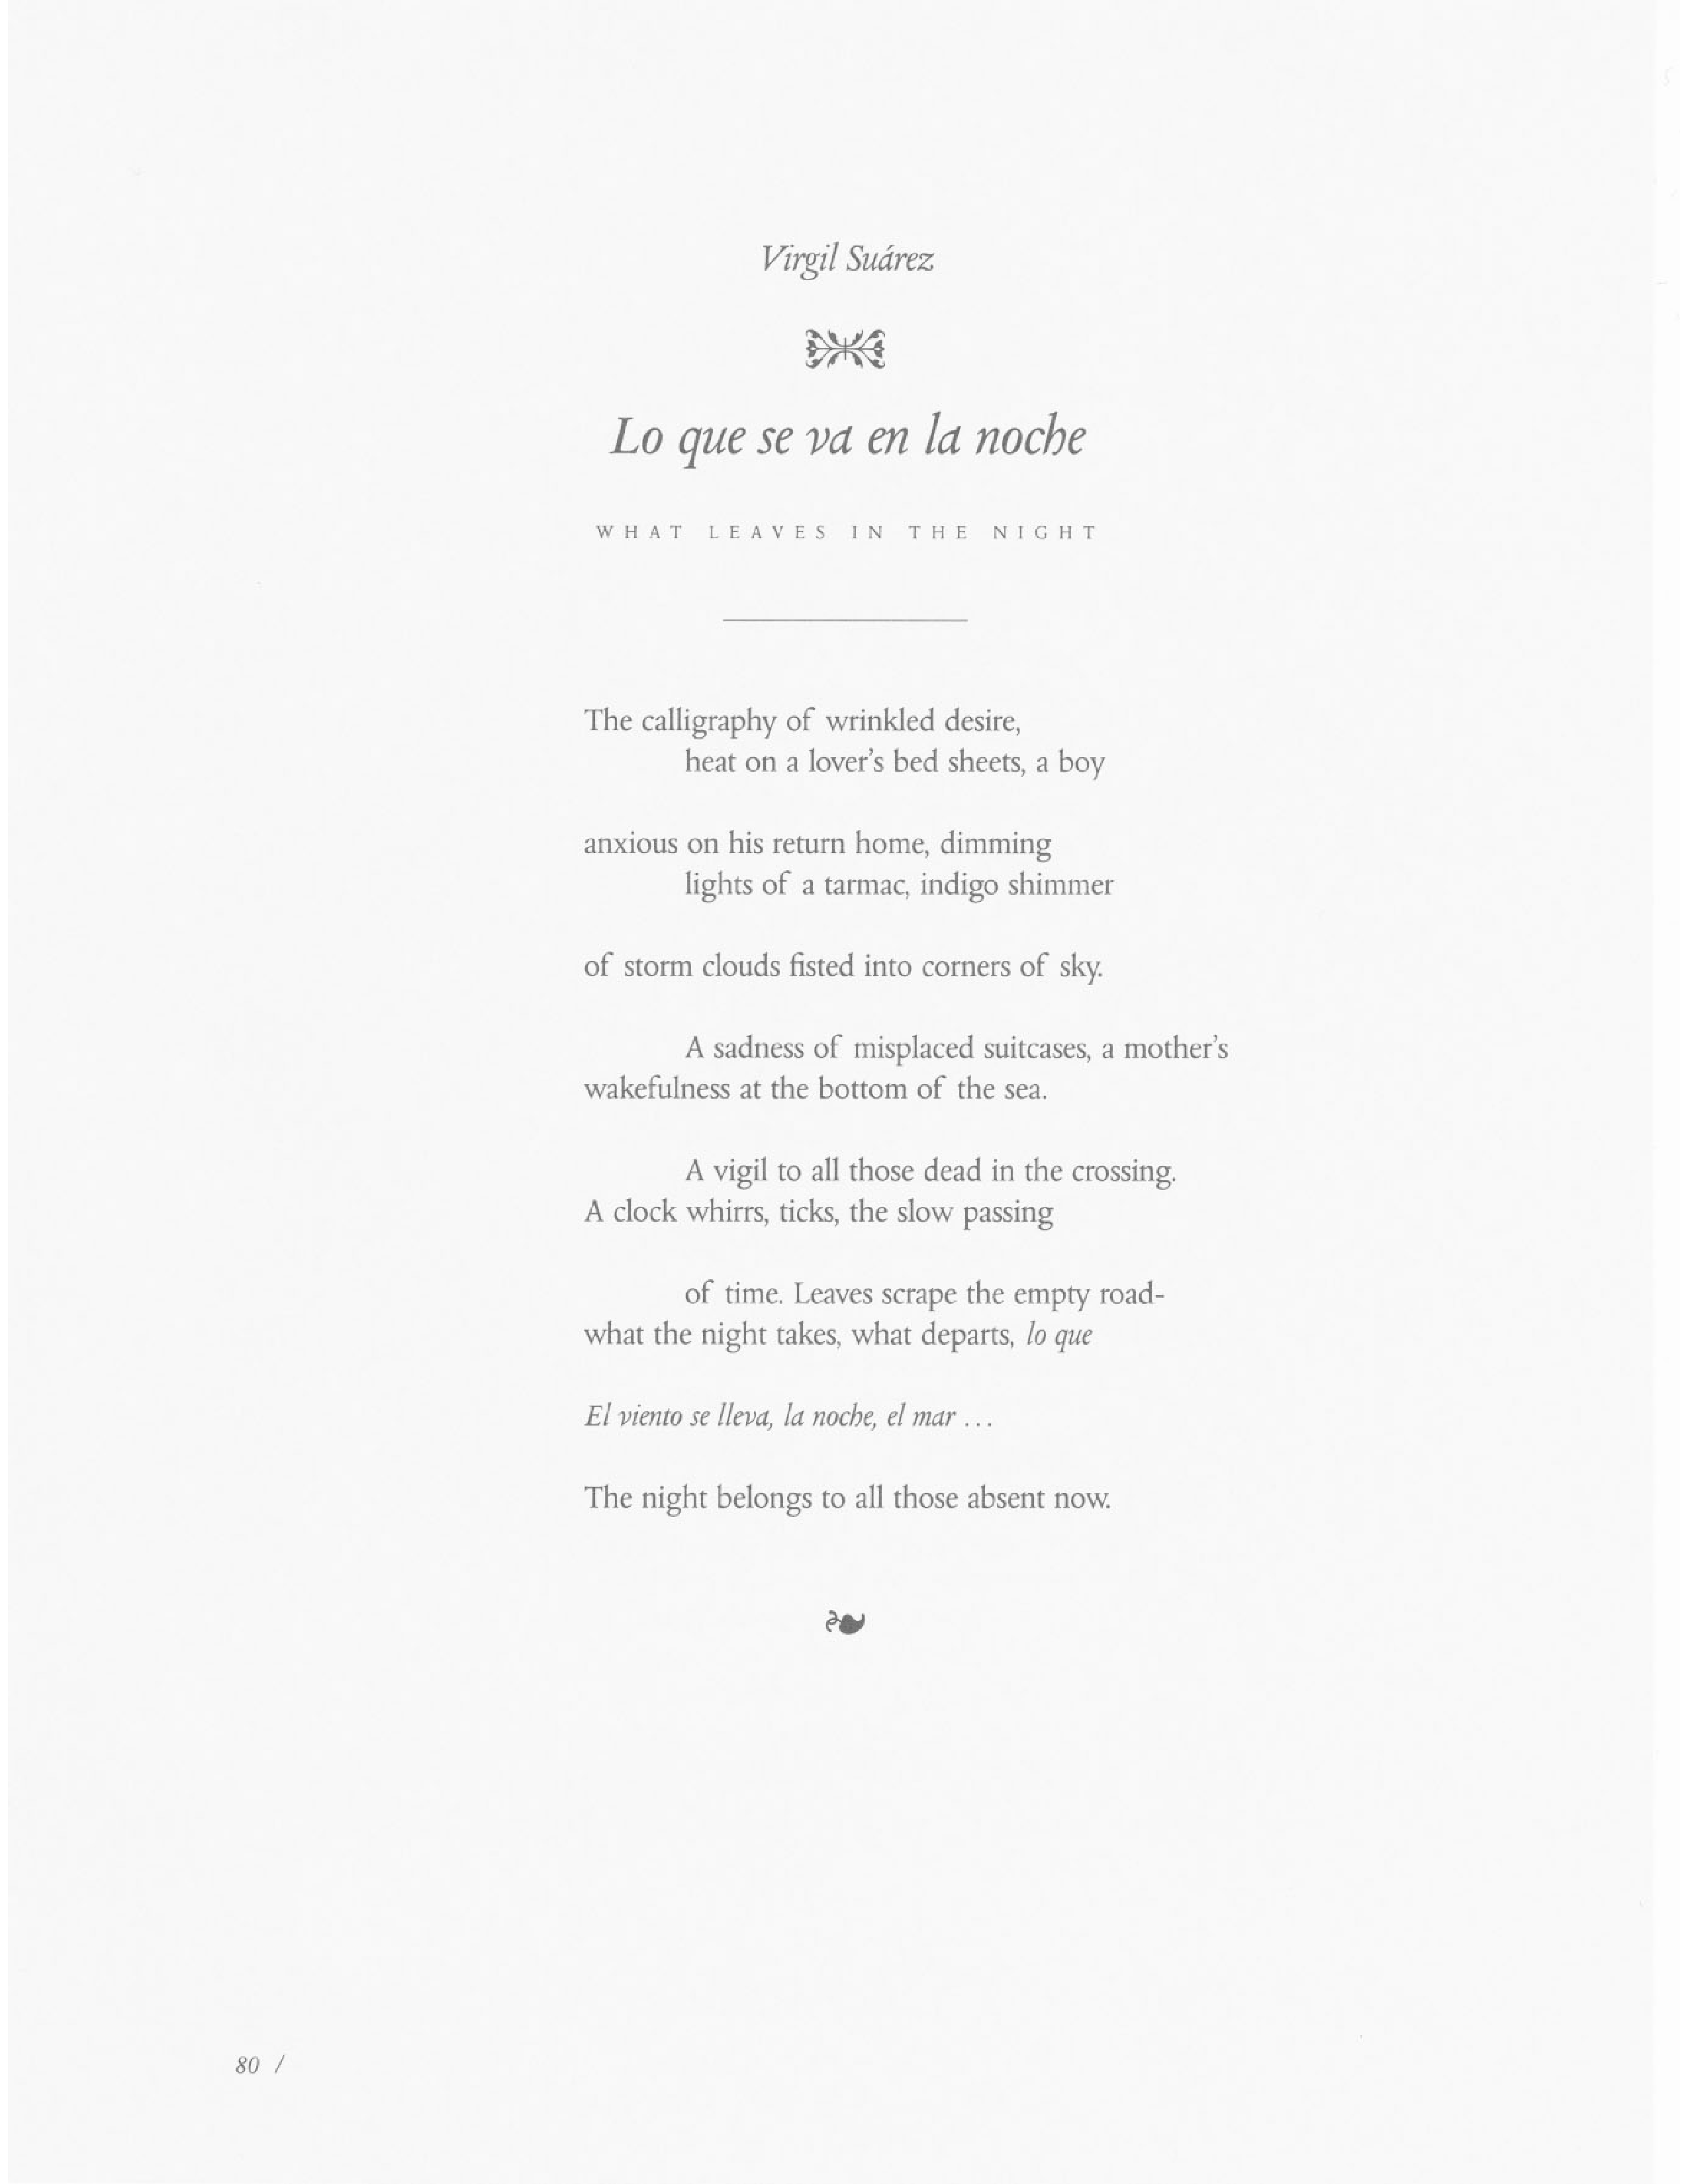 Virgil Suárez
Lo que se va en la noche
WHAT LEAVES IN THE NIGHT
The calligraphy of wrinkled desire,
heat on a lover's bed sheets, a boy
anxious on his return home, dimming
lights of a tarmac, indigo shimmer
of storm clouds fisted into corners of sky.
A sadness of misplaced suitcases, a mother's
wakefulness at the bottom of the sea.
A vigil to all those dead in the crossing.
A clock whirrs, ticks, the slow passing
of time. Leaves scrape the empty road-
what the night takes, what departs, lo que
El viento se lleva, la noche, el mar ...
The night belongs to all those absent now.
80 /